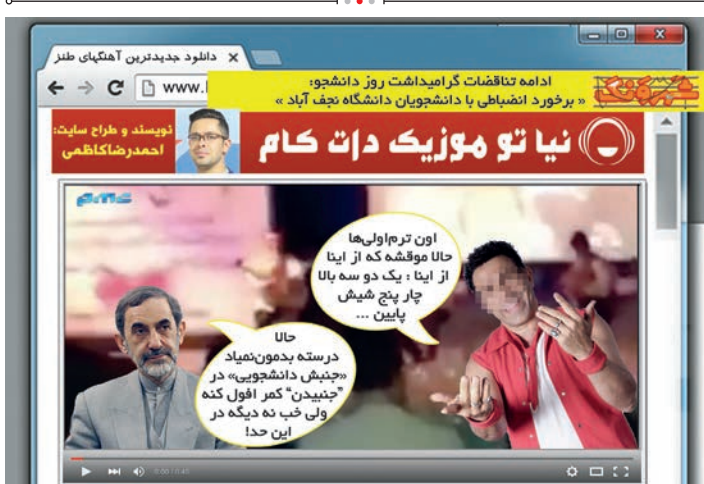 دانلود جدیدترین آهنگهای طنز
www.
ادامه تناقضات گرامیداشت روز دانشجو:
« برخورد انضباطی با دانشجویان دانشگاه نجف آباد »
شهرونگ
نیا تو موزیک دات کام
نویسند و طراح سایت:
احمدرضاکاظمی
pmc
اون ترم‌اولی‌ها
حالا موقشه که از اینا
از اینا : یک دو سه بالا
چار پنج شیش
پایین ...
حالا
درسته بدمون‌نمیاد
«جنبش دانشجویی» در
"جنبیدن" کمر افول کنه
ولی خب نه دیگه در
این حد!